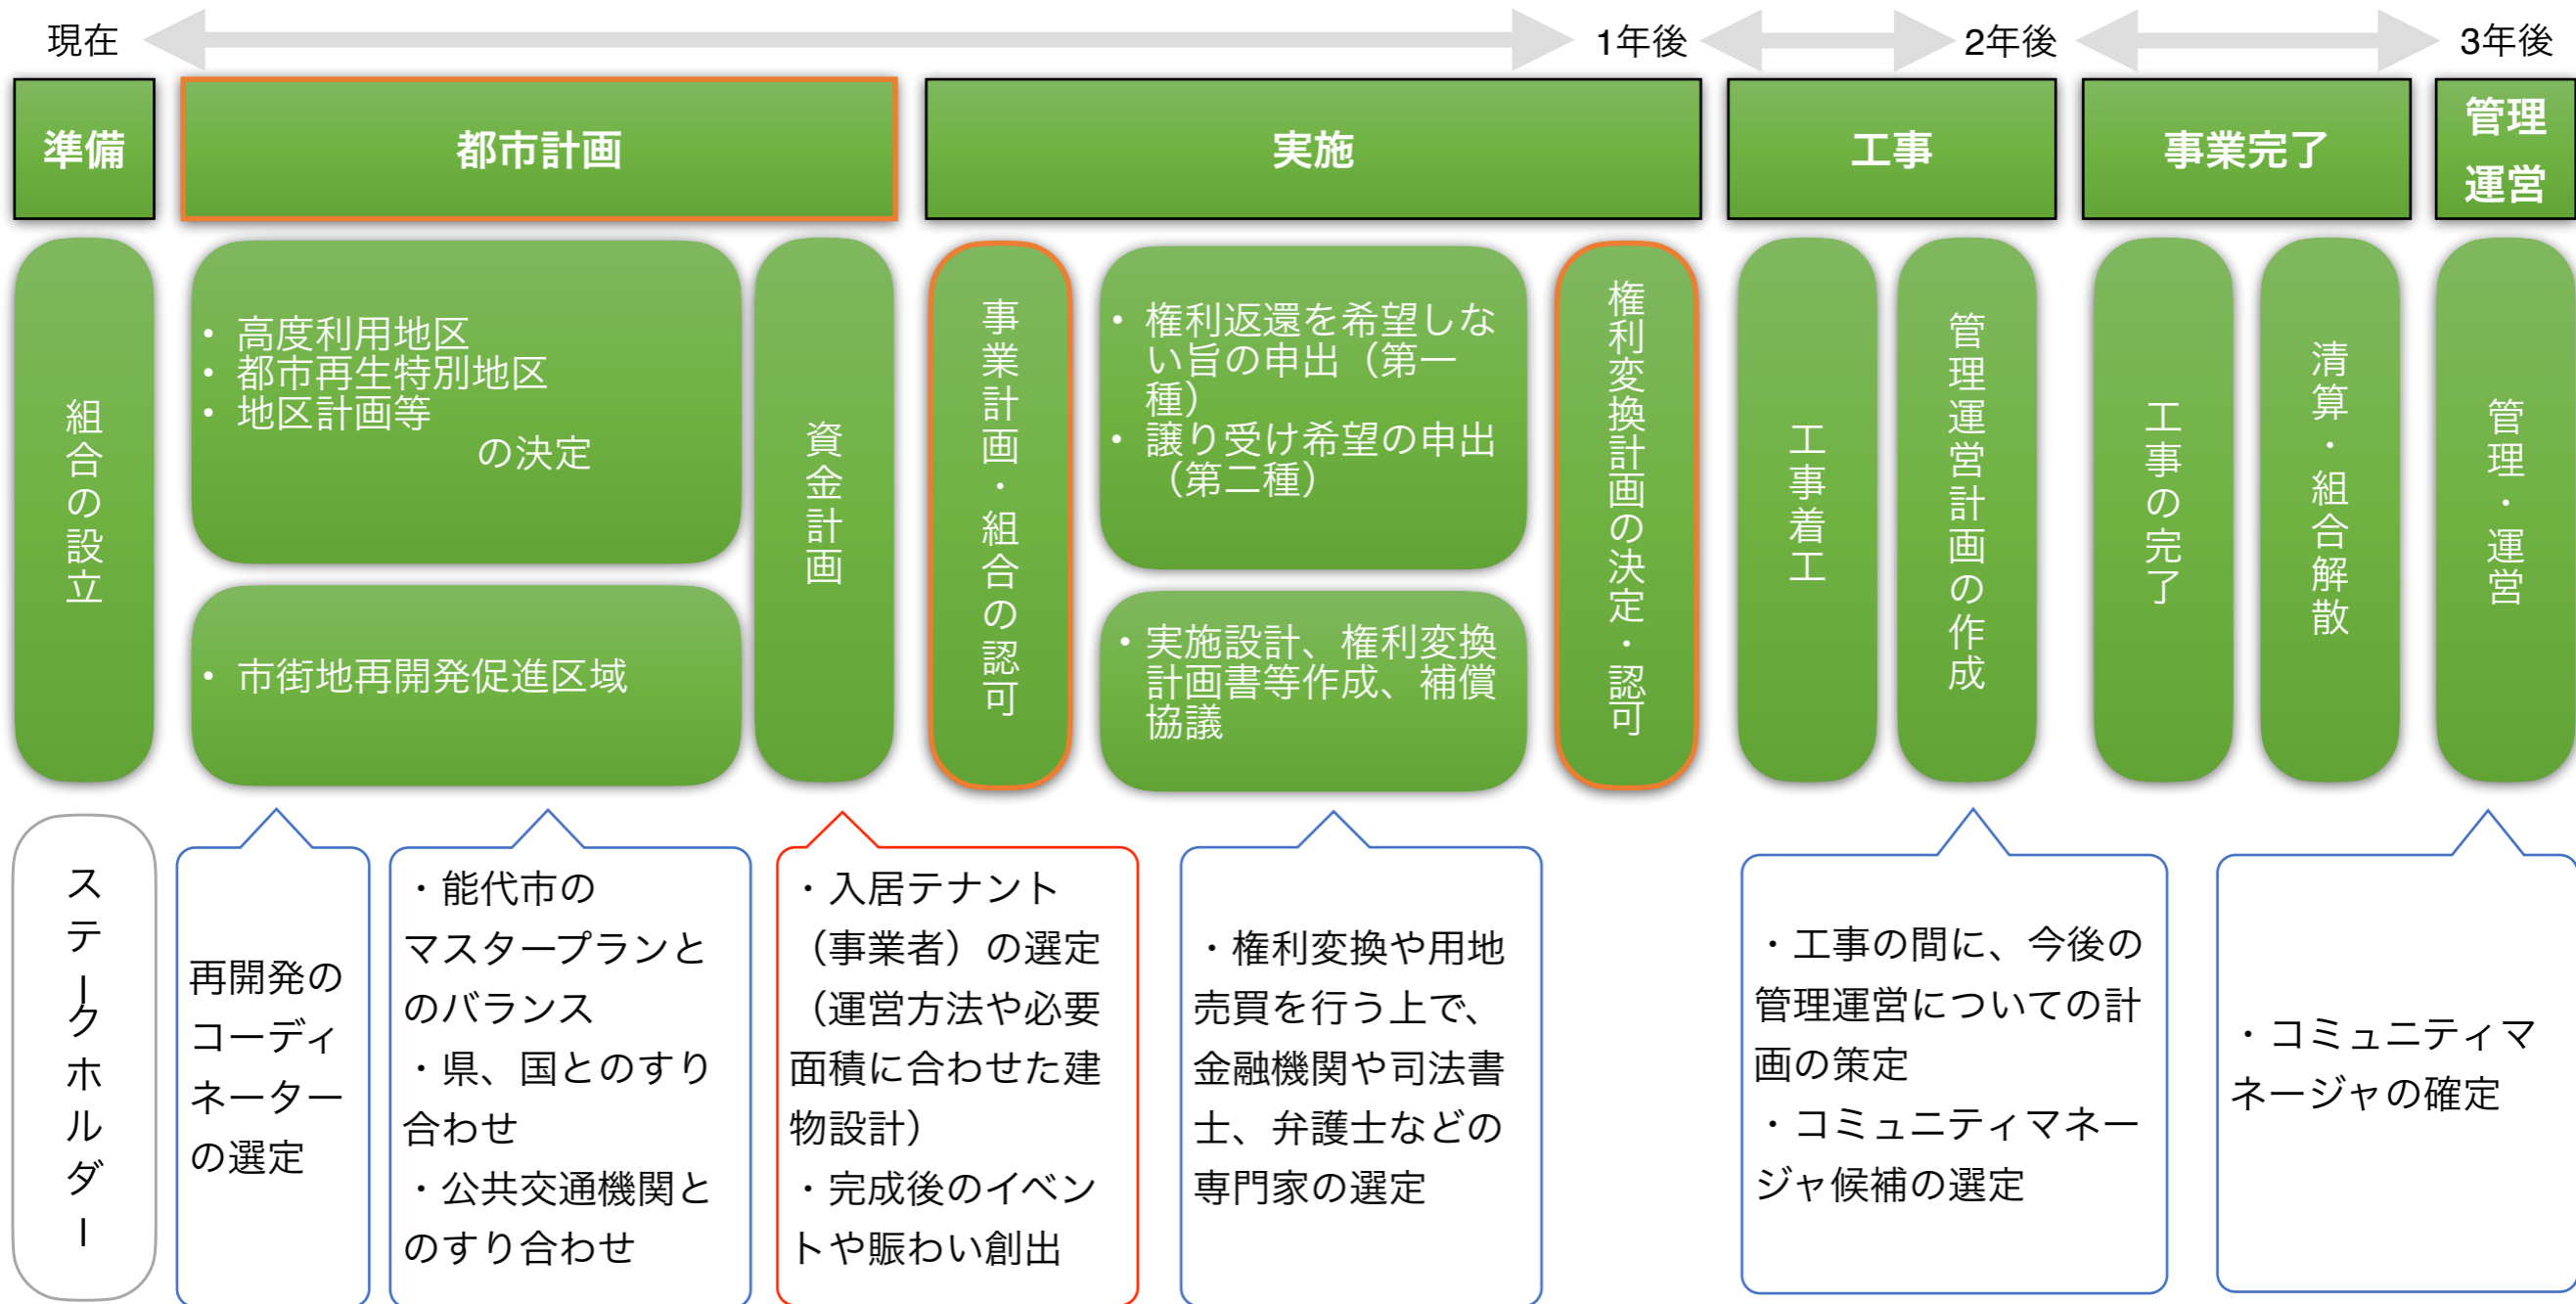 現在
1年後
2年後
3年後
準備
都市計画
実施
工事
事業完了
管理
運営
組合の設立
・ 高度利用地区
・ 都市再生特別地区
・ 地区計画等
の決定
・ 市街地再開発促進区域
資金計画
事業計画・組合の認可
・ 権利返還を希望しな
い旨の申出（第一
種）
・ 譲り受け希望の申出
（第二種）
・実施設計、権利変換
計画書等作成、補償
協議
権利変換計画の決定・認可
工事着工
管理運営計画の作成
工事の完了
清算・組合解散
管理・運営
ステークホルダー
再開発の
コーディ
ネーター
の選定
・能代市の
マスタープランと
のバランス
・県、国とのすり
合わせ
・公共交通機関と
のすり合わせ
・入居テナント
（事業者）の選定
（運営方法や必要
面積に合わせた建
物設計）
・完成後のイベン
トや賑わい創出
・権利変換や用地
売買を行う上で、
金融機関や司法書
士、弁護士などの
専門家の選定
・工事の間に、今後の
管理運営についての計
画の策定
・コミュニティマネー
ジャ候補の選定
・コミュニティマ
ネージャの確定